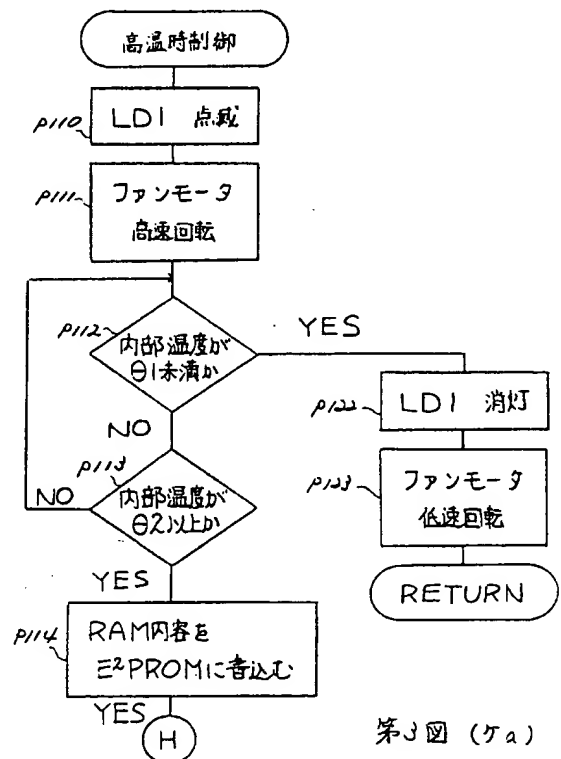 高温時制御
P110
LD1 点滅
P111
ファンモータ
高速回転
P112
内部温度が
θ1未満か
YES
NO
P113
内部温度が
θ2以上か
NO
YES
P114
RAM内容を
E²PROMに書込む
YES
H
P122
LD1 消灯
P123
ファンモータ
低速回転
RETURN
第3図 (ケa)